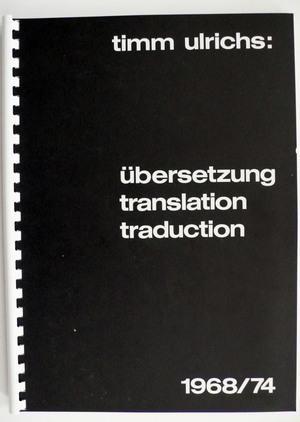 timm ulrichs:
übersetzung
translation
traduction
1968/74